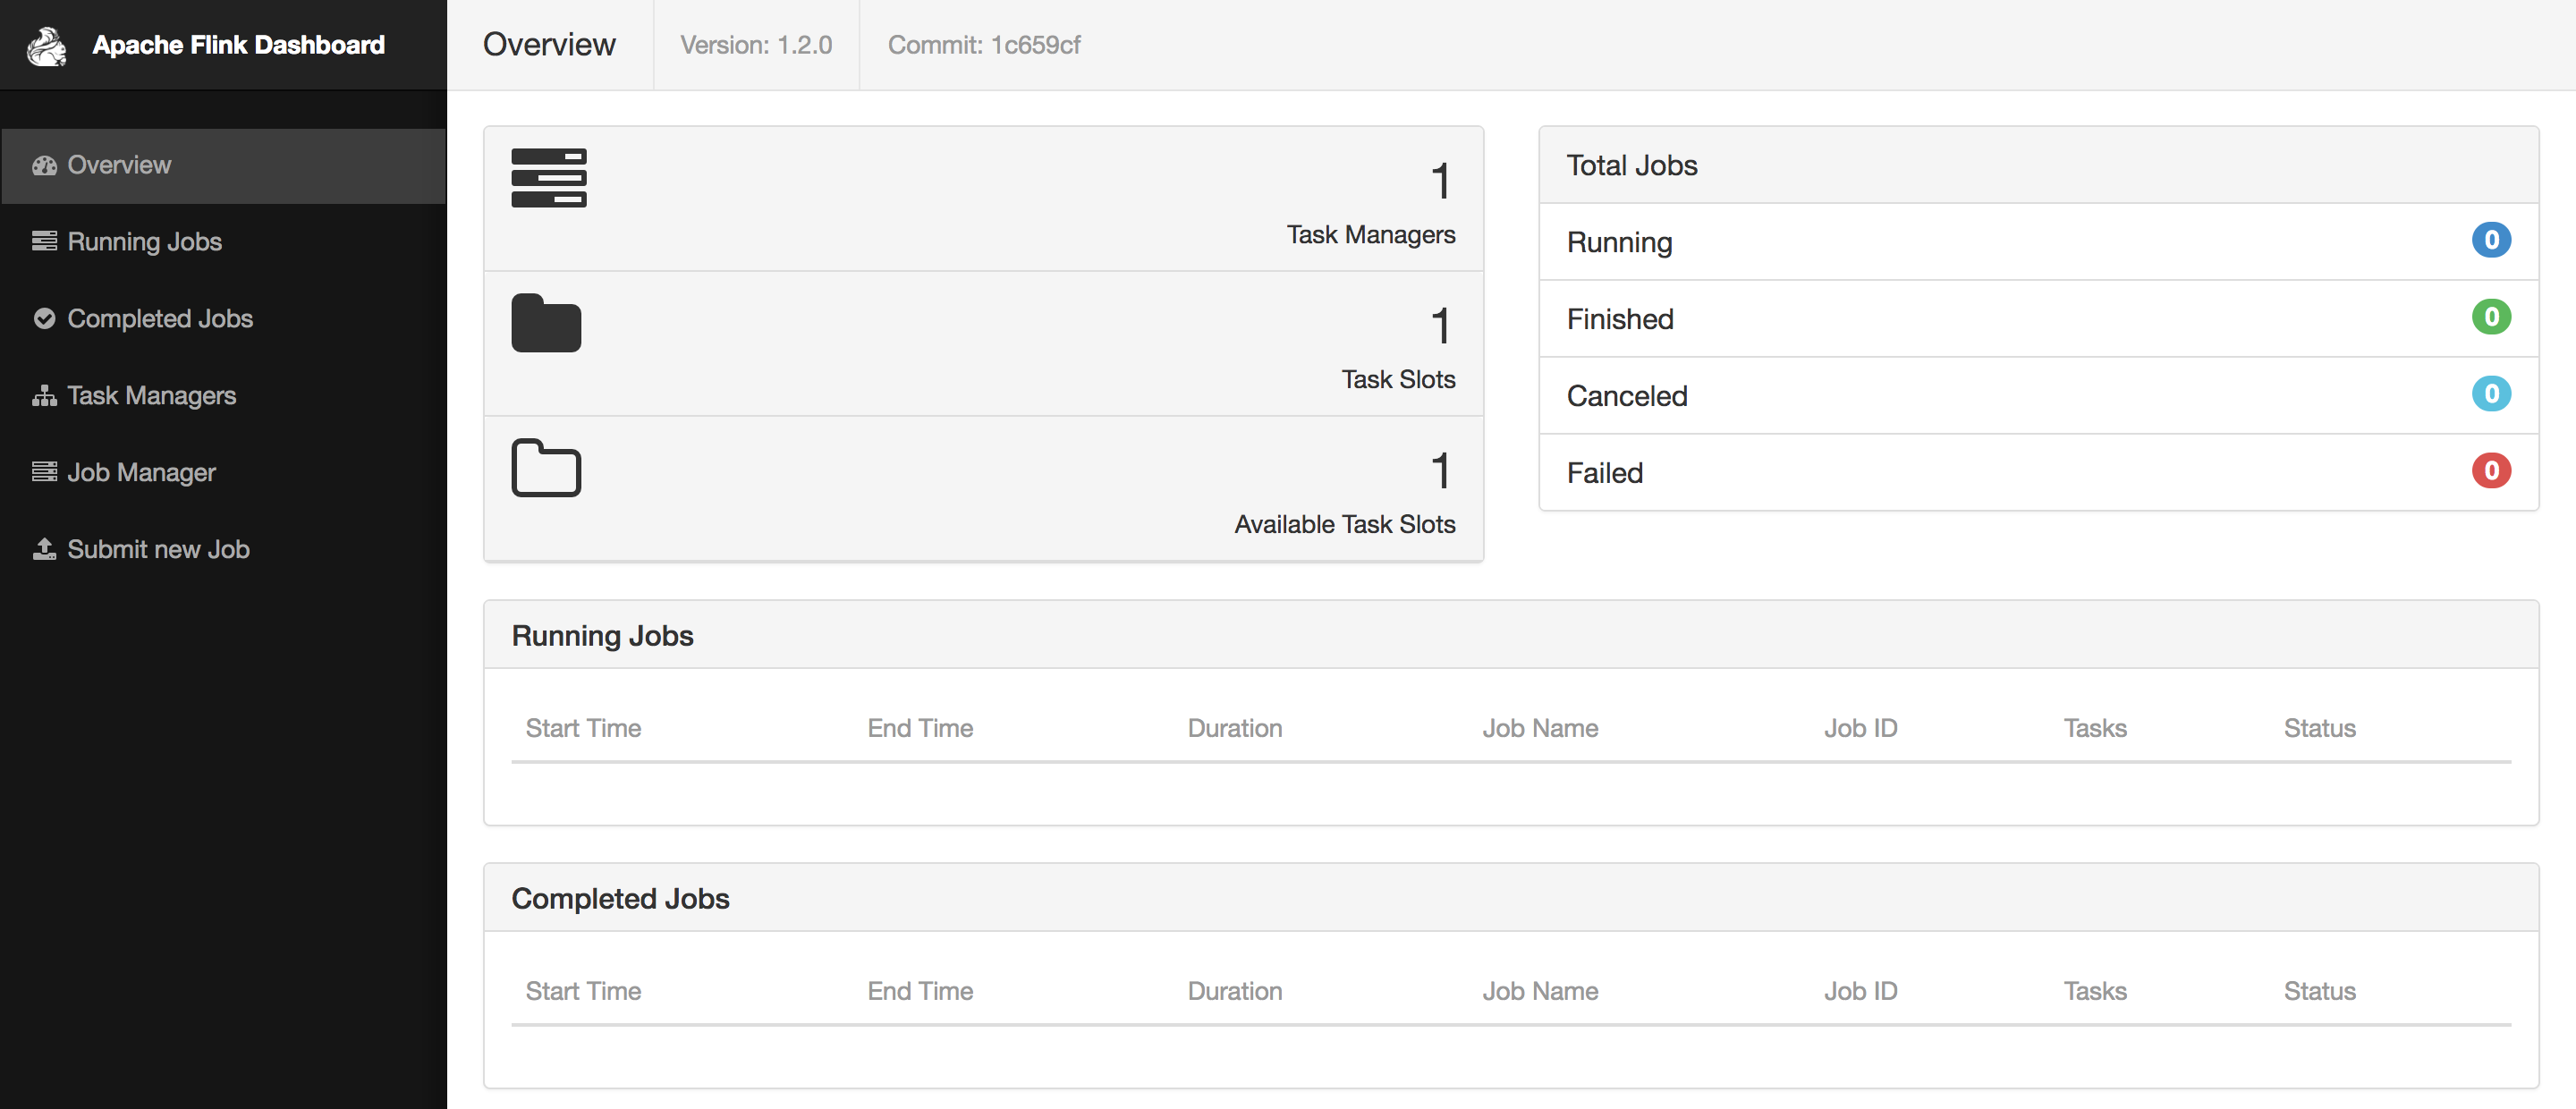 Apache Flink Dashboard
Overview
Version: 1.2.0
Commit: 1c659cf
Overview
Running Jobs
Completed Jobs
Task Managers
Job Manager
Submit new Job
1
Task Managers
1
Task Slots
1
Available Task Slots
Total Jobs
Running 0
Finished 0
Canceled 0
Failed 0
Running Jobs
Start Time End Time Duration Job Name Job ID Tasks Status
Completed Jobs
Start Time End Time Duration Job Name Job ID Tasks Status